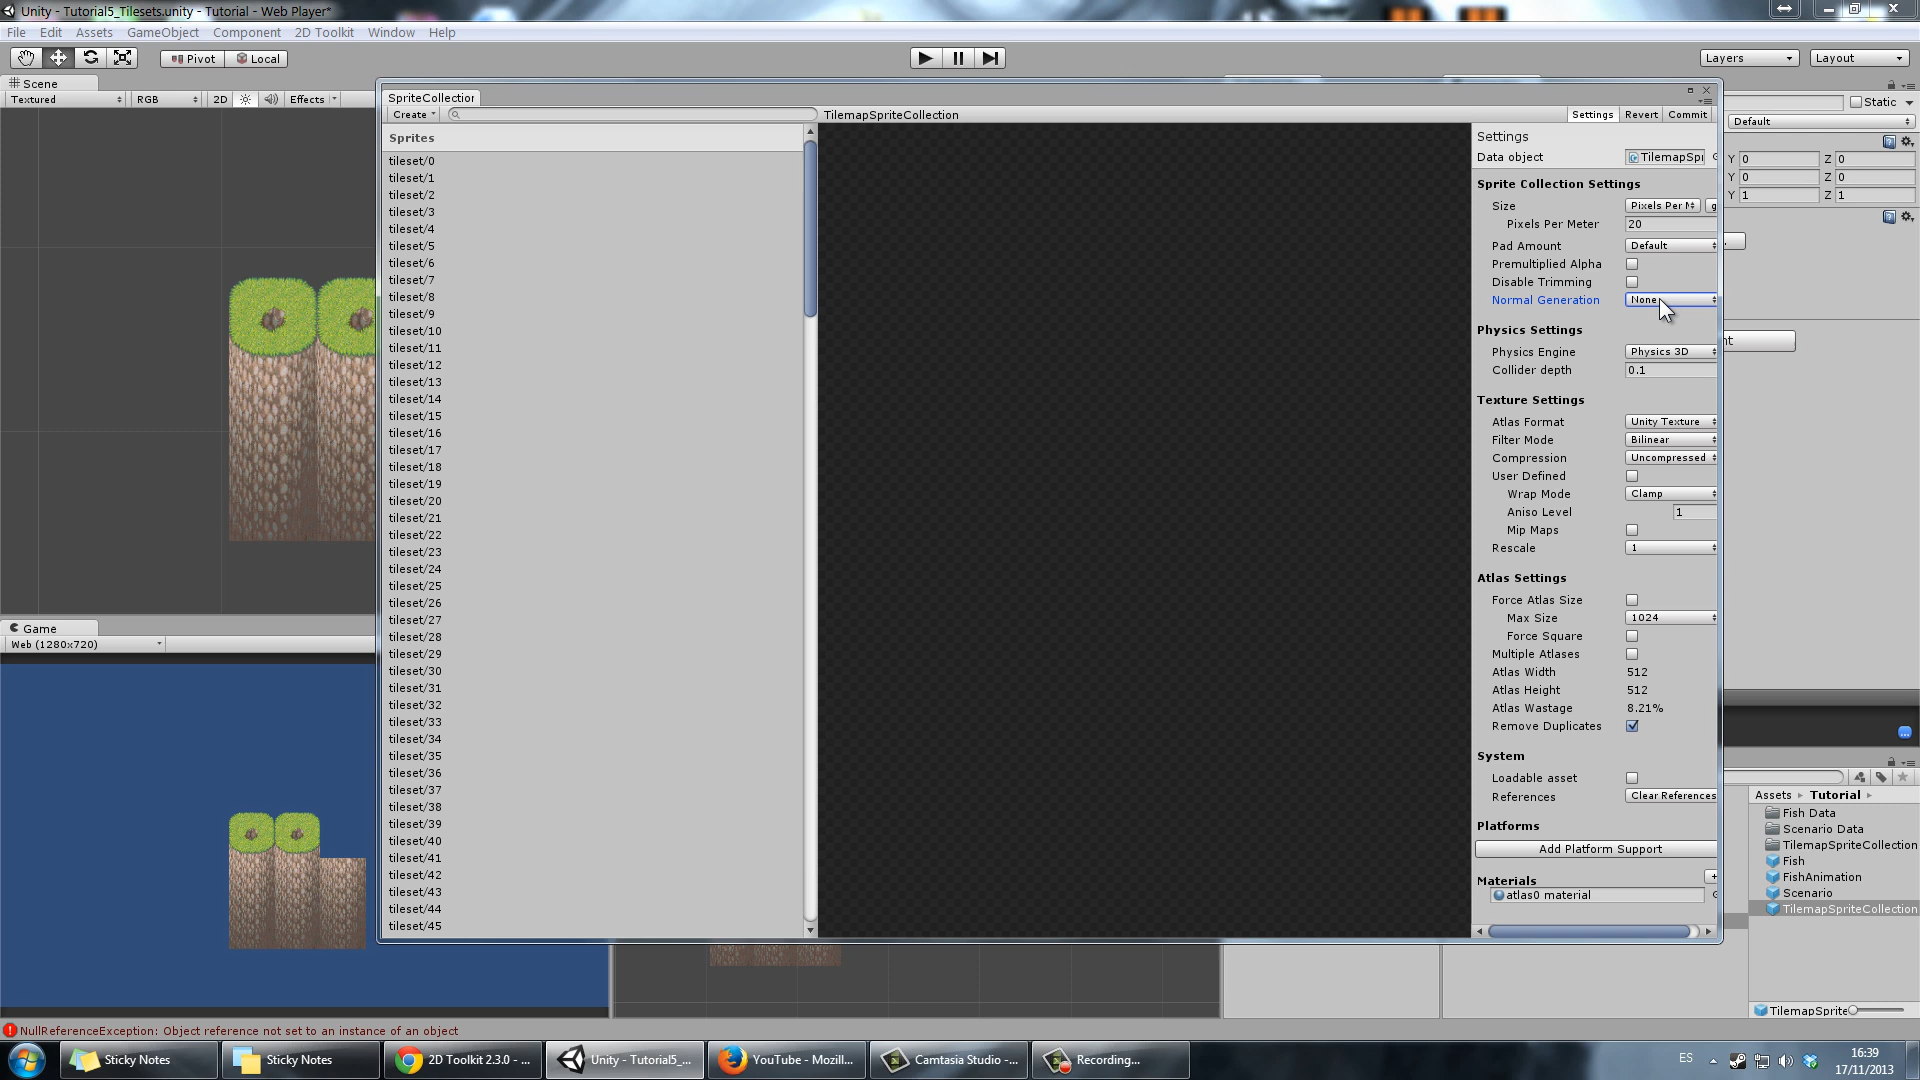 Unity - Tutorial5_Tilesets.unity - Tutorial - Web Player*
File Edit Assets GameObject Component 2D Toolkit Window Help
Pivot Local Layers Layout
Scene
Textured RGB 2D Effects
SpriteCollection
Create TilemapSpriteCollection Settings Revert Commit
Sprites
tileset/0
tileset/1
tileset/2
tileset/3
tileset/4
tileset/5
tileset/6
tileset/7
tileset/8
tileset/9
tileset/10
tileset/11
tileset/12
tileset/13
tileset/14
tileset/15
tileset/16
tileset/17
tileset/18
tileset/19
tileset/20
tileset/21
tileset/22
tileset/23
tileset/24
tileset/25
tileset/26
tileset/27
tileset/28
tileset/29
tileset/30
tileset/31
tileset/32
tileset/33
tileset/34
tileset/35
tileset/36
tileset/37
tileset/38
tileset/39
tileset/40
tileset/41
tileset/42
tileset/43
tileset/44
tileset/45
Settings
Data object TilemapSpr
Sprite Collection Settings
Size Pixels Per M
Pixels Per Meter 20
Pad Amount Default
Premultiplied Alpha
Disable Trimming
Normal Generation None
Physics Settings
Physics Engine Physics 3D
Collider depth 0.1
Texture Settings
Atlas Format Unity Texture
Filter Mode Bilinear
Compression Uncompressed
User Defined
Wrap Mode Clamp
Aniso Level 1
Mip Maps
Rescale 1
Atlas Settings
Force Atlas Size
Max Size 1024
Force Square
Multiple Atlases
Atlas Width 512
Atlas Height 512
Atlas Wastage 8.21%
Remove Duplicates
System
Loadable asset
References Clear References
Platforms
Add Platform Support
Materials +
atlas0 material
Static
Default
Y 0 Z 0
Y 0 Z 0
Y 1 Z 1
nt
Assets Tutorial
Fish Data
Scenario Data
TilemapSpriteCollection
Fish
FishAnimation
Scenario
TilemapSpriteCollection
TilemapSprite
Game
Web (1280x720)
NullReferenceException: Object reference not set to an instance of an object
Sticky Notes Sticky Notes 2D Toolkit 2.3.0 - ... Unity - Tutorial5_... YouTube - Mozill... Camtasia Studio -... Recording... ES 16:39
17/11/2013